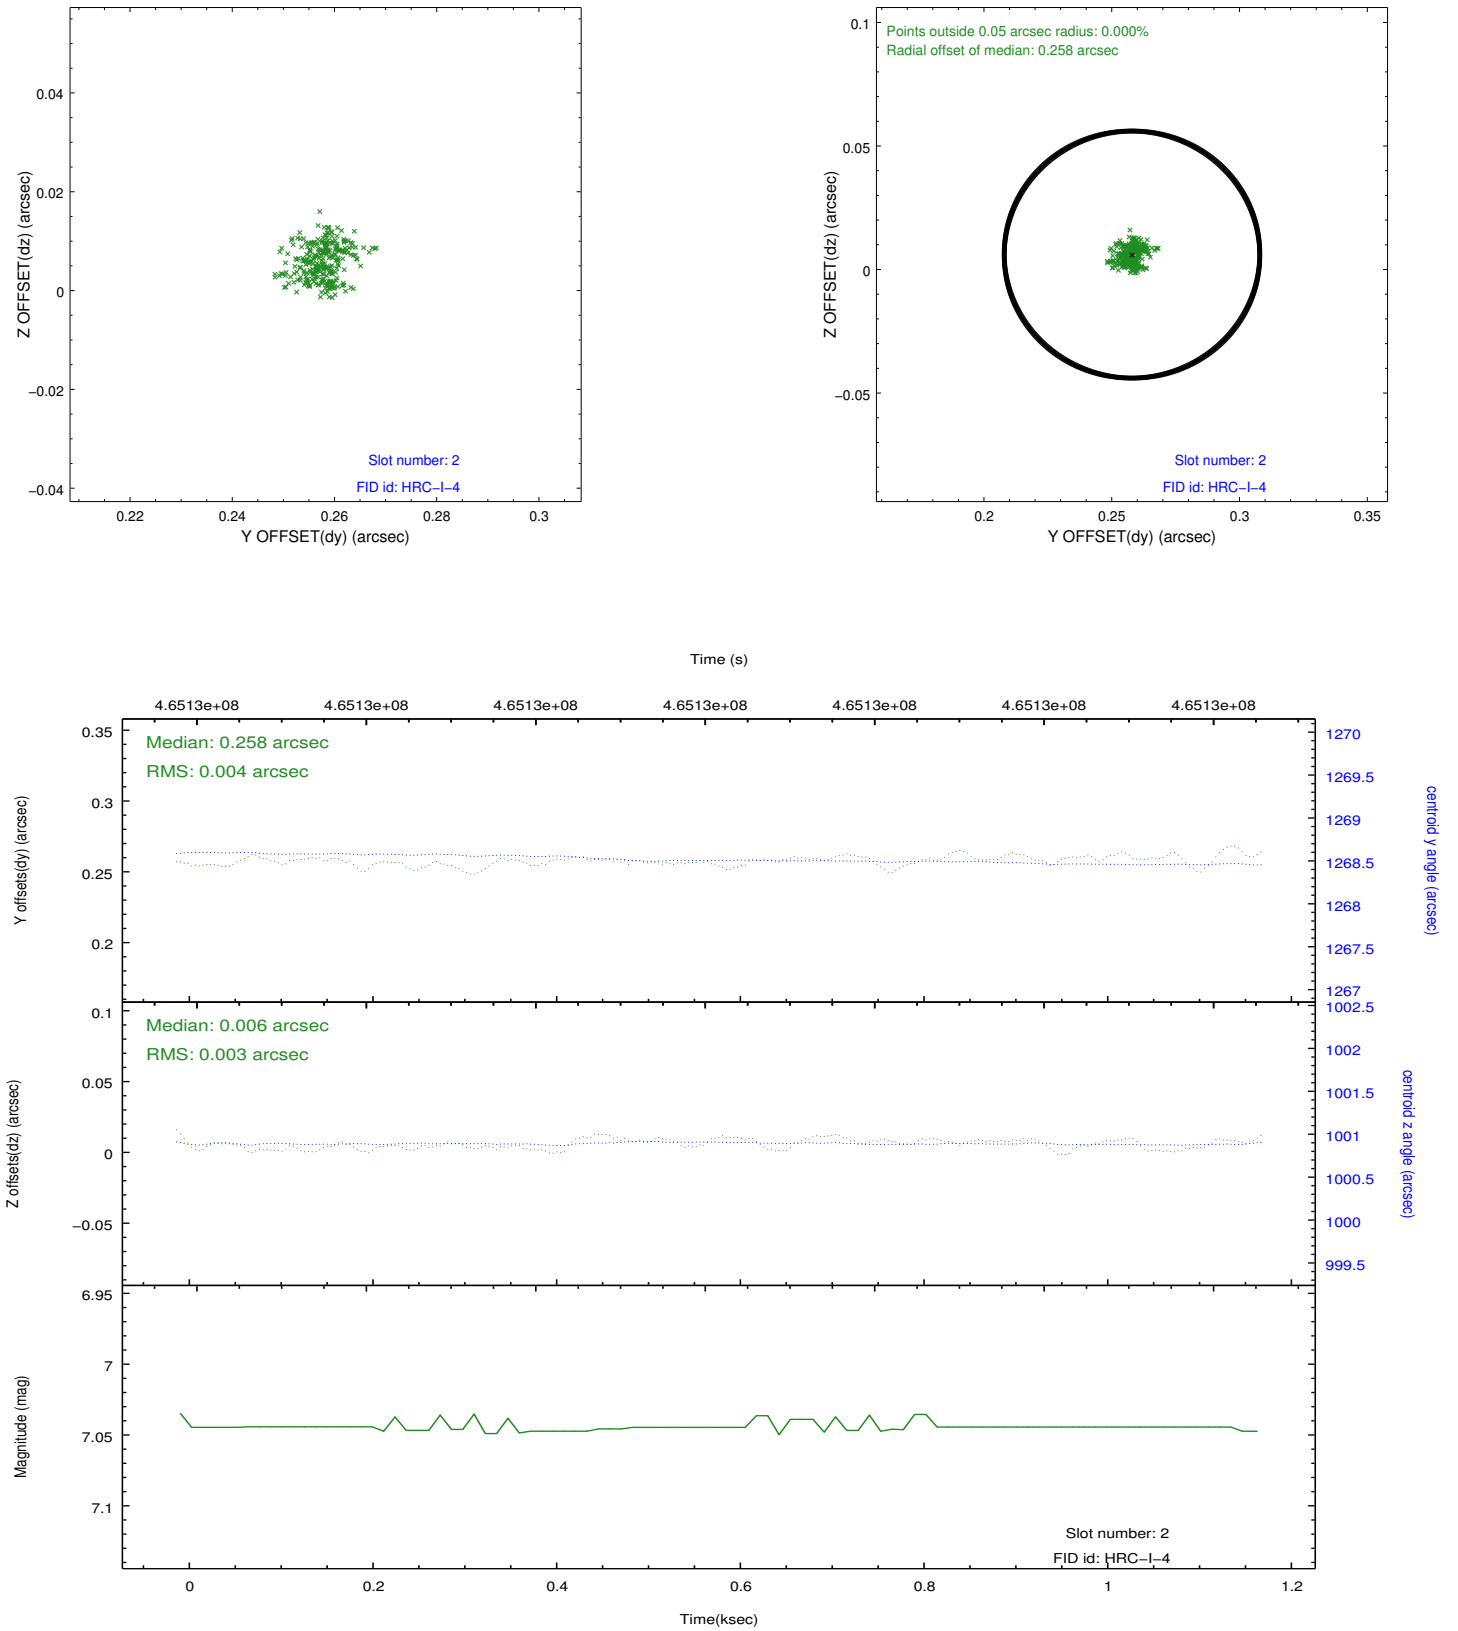 0.04
0.02
0
−0.02
−0.04
Z OFFSET(dz) (arcsec)
Slot number: 2
FID id: HRC−I−4
0.22
0.24
0.26
0.28
0.3
Y OFFSET(dy) (arcsec)
Points outside 0.05 arcsec radius: 0.000%
Radial offset of median: 0.258 arcsec
0.1
0.05
0
−0.05
Z OFFSET(dz) (arcsec)
Slot number: 2
FID id: HRC−I−4
0.2
0.25
0.3
0.35
Y OFFSET(dy) (arcsec)
Time (s)
4.6513e+08
4.6513e+08
4.6513e+08
4.6513e+08
4.6513e+08
4.6513e+08
4.6513e+08
Median: 0.258 arcsec
RMS: 0.004 arcsec
0.35
0.3
0.25
0.2
Y offsets(dy) (arcsec)
1270
1269.5
1269
1268.5
1268
1267.5
1267
centroid y angle (arcsec)
Median: 0.006 arcsec
RMS: 0.003 arcsec
0.1
0.05
0
−0.05
Z offsets(dz) (arcsec)
1002.5
1002
1001.5
1001
1000.5
1000
999.5
centroid z angle (arcsec)
6.95
7
7.05
7.1
Magnitude (mag)
Slot number: 2
FID id: HRC−I−4
0
0.2
0.4
0.6
0.8
1
1.2
Time(ksec)